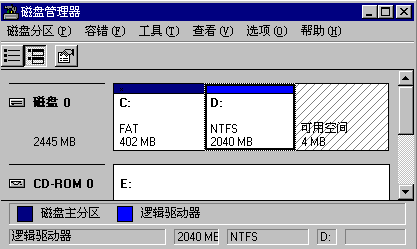 磁盘管理器
磁盘分区(P) 容错(F) 工具(T) 查看(V) 选项(O) 帮助(H)
磁盘 0
2445 MB
C:
FAT
402 MB
D:
NTFS
2040 MB
可用空间
4 MB
CD-ROM 0
E:
磁盘主分区 逻辑驱动器
逻辑驱动器 2040 ME NTFS D: